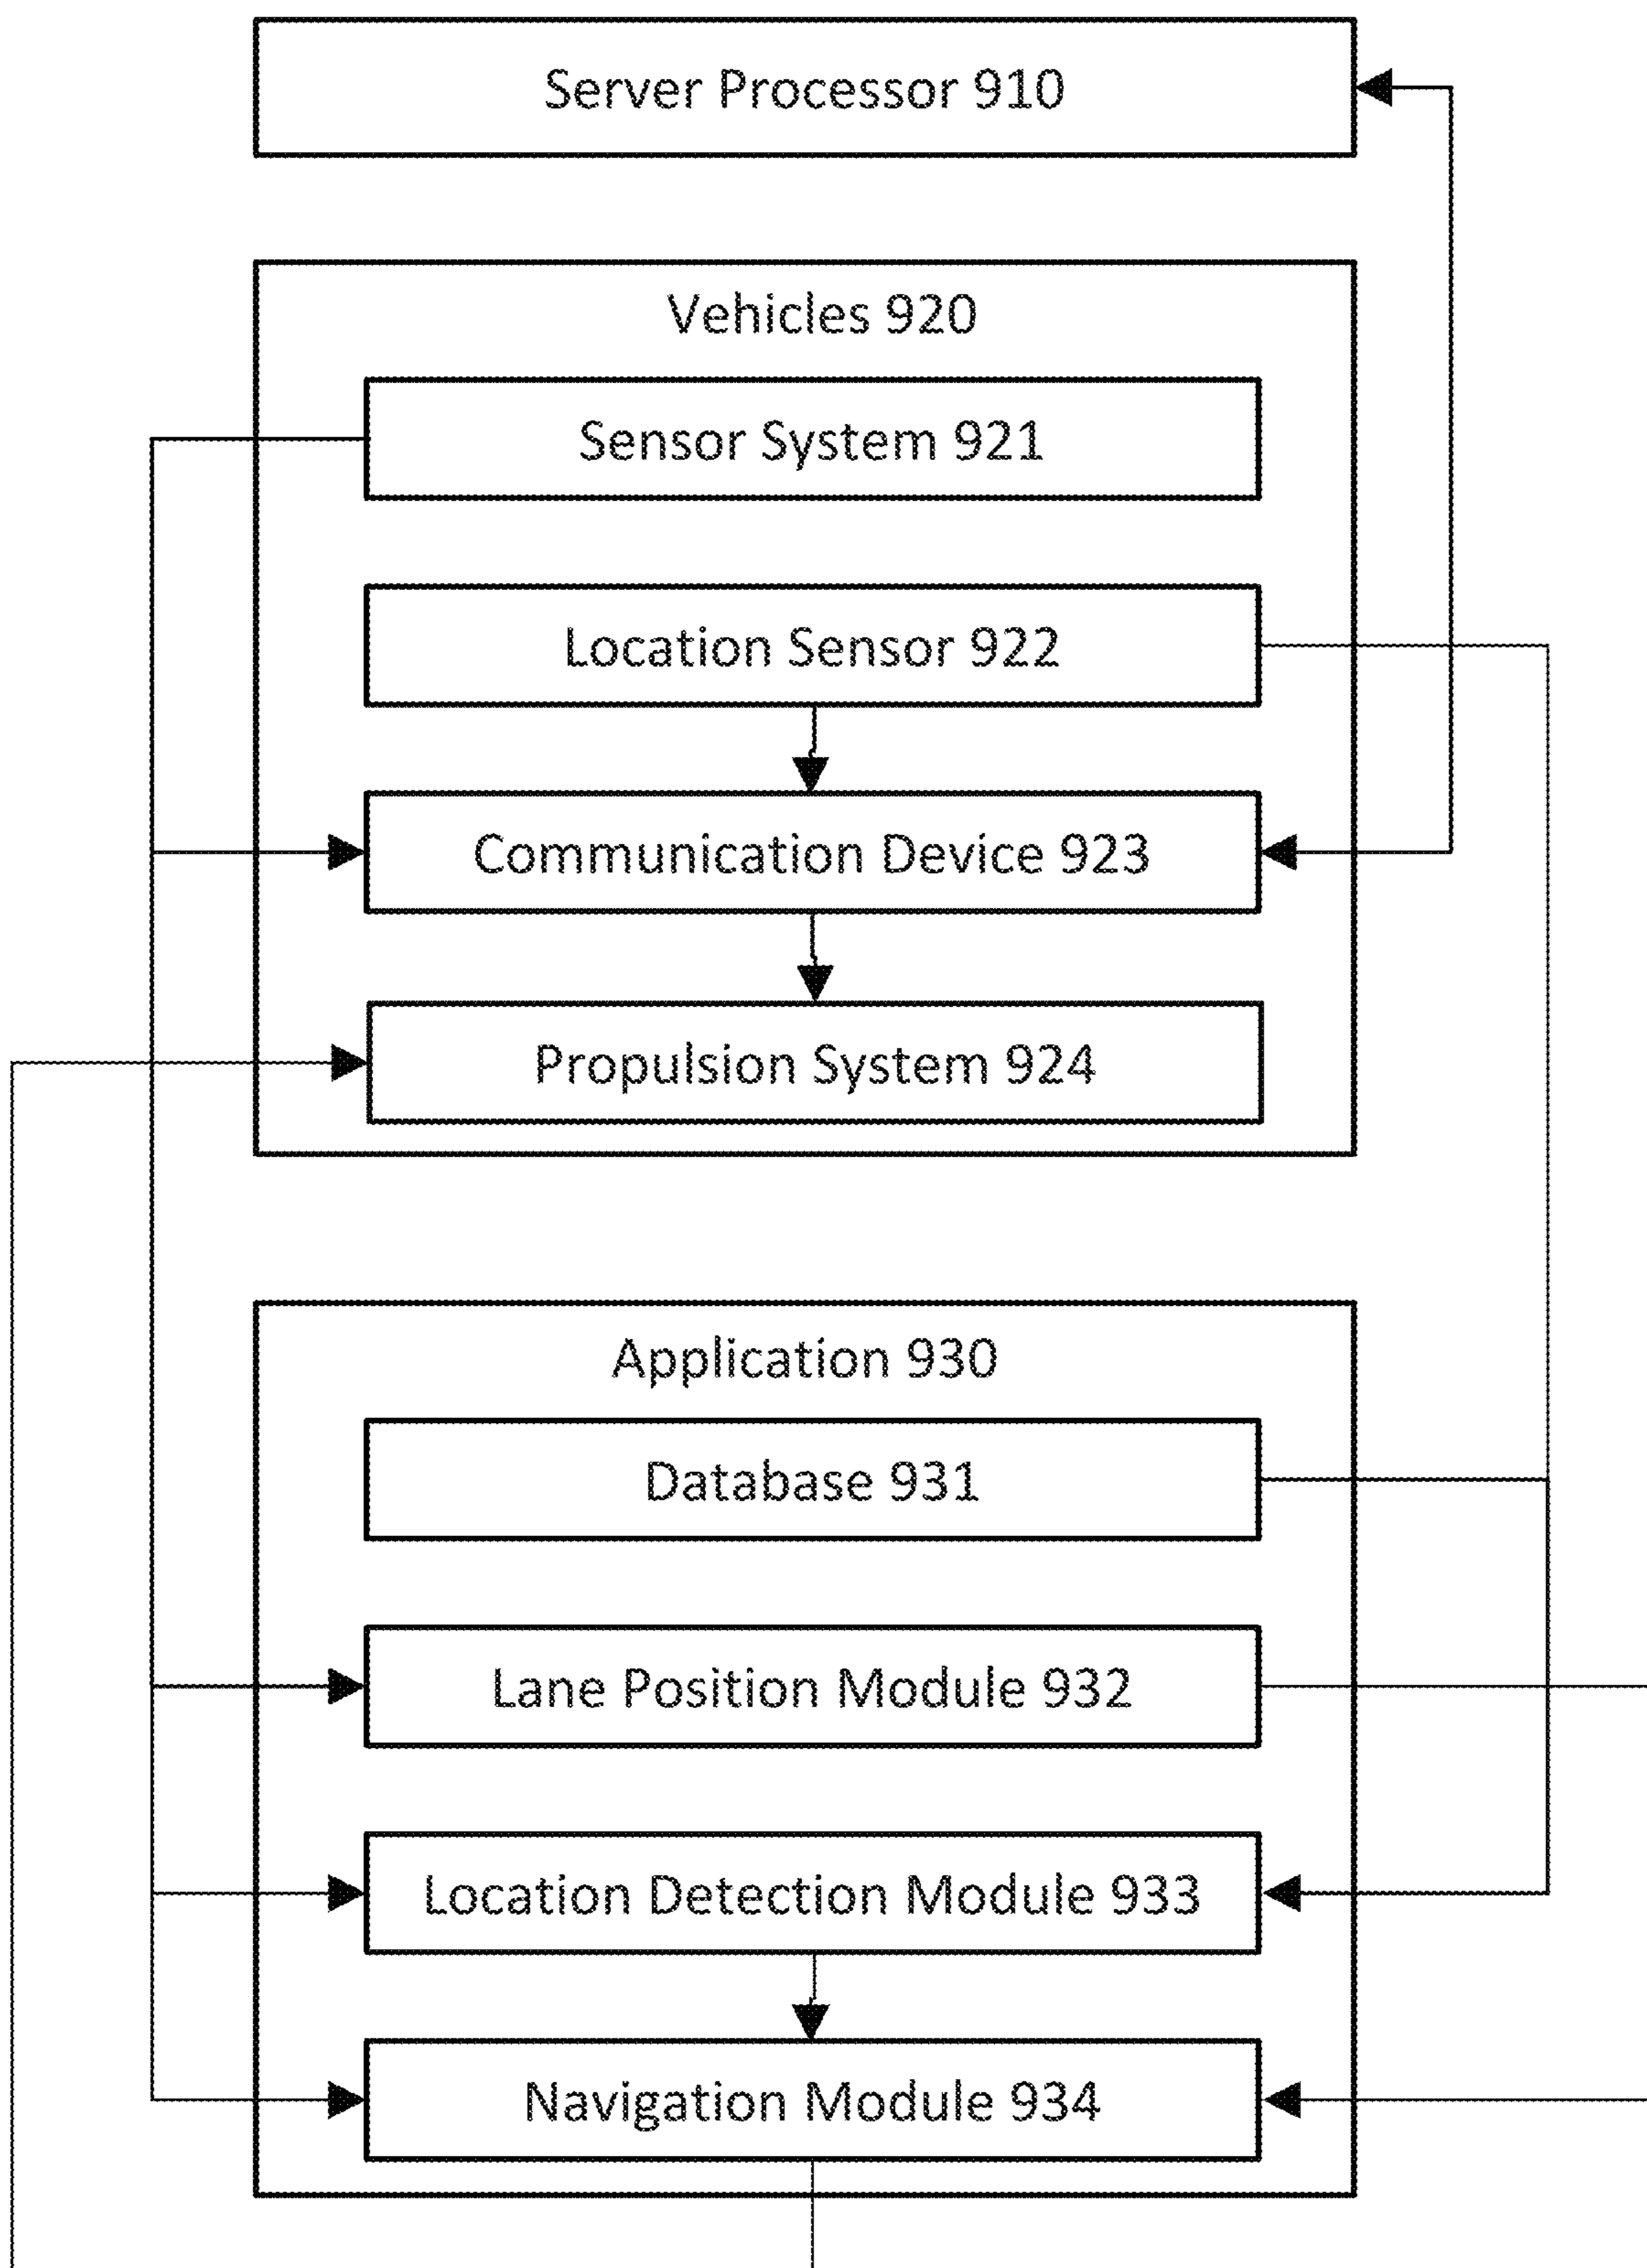 Server Processor 910
Vehicles 920
Sensor System 921
Location Sensor 922
Communication Device 923
Propulsion System 924
Application 930
Database 931
Lane Position Module 932
Location Detection Module 933
Navigation Module 934